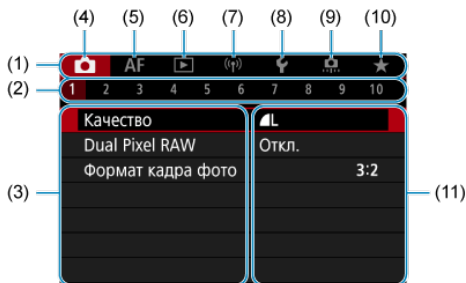 (4) (5) (6) (7) (8) (9) (10)
(1) AF
(2) 1 2 3 4 5 6 7 8 9 10
Качество L
Dual Pixel RAW Откл.
Формат кадра фото 3:2
(3) (11)